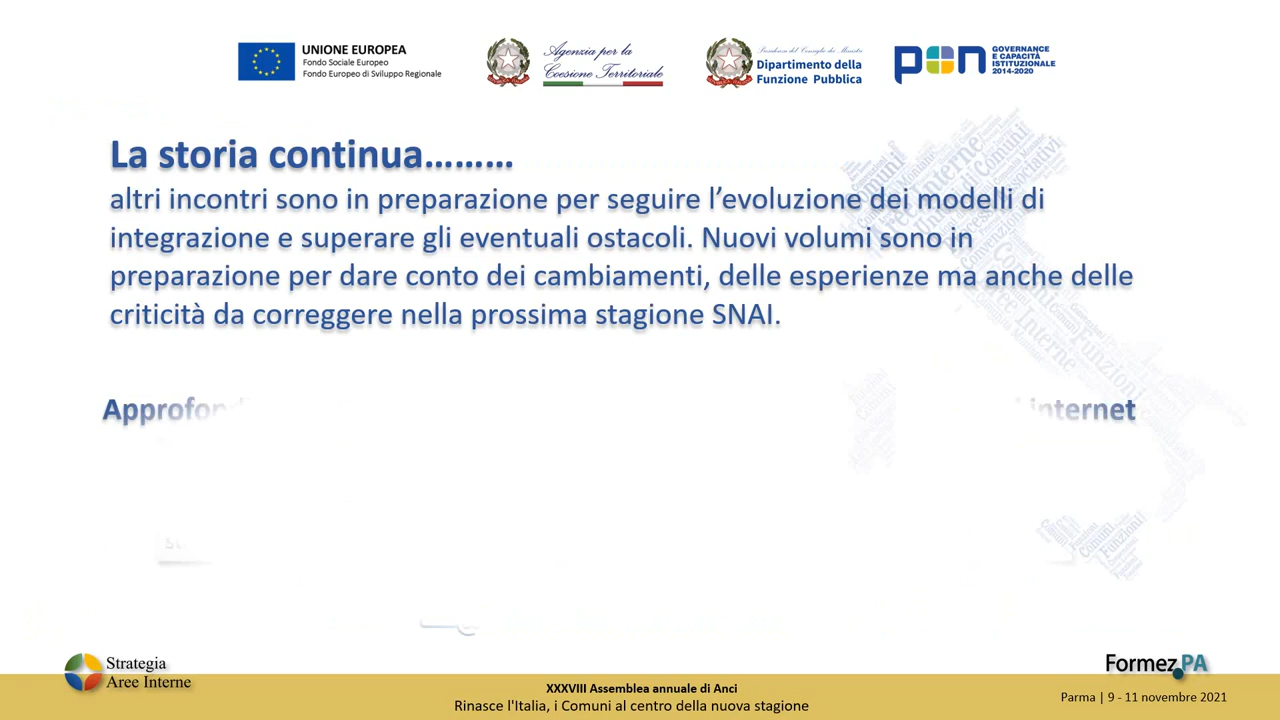 UNIONE EUROPEA
Fondo Sociale Europeo
Fondo Europeo di Sviluppo Regionale
Agenzia per la
Coesione Territoriale
Presidenza del Consiglio dei Ministri
Dipartimento della
Funzione Pubblica
pon
GOVERNANCE
E CAPACITÀ
ISTITUZIONALE
2014-2020
La storia continua………
altri incontri sono in preparazione per seguire l’evoluzione dei modelli di
integrazione e superare gli eventuali ostacoli. Nuovi volumi sono in
preparazione per dare conto dei cambiamenti, delle esperienze ma anche delle
criticità da correggere nella prossima stagione SNAI.
internet
Strategia
Aree Interne
Formez PA
XXXVIII Assemblea annuale di Anci
Rinasce l'Italia, i Comuni al centro della nuova stagione
Parma | 9 - 11 novembre 2021